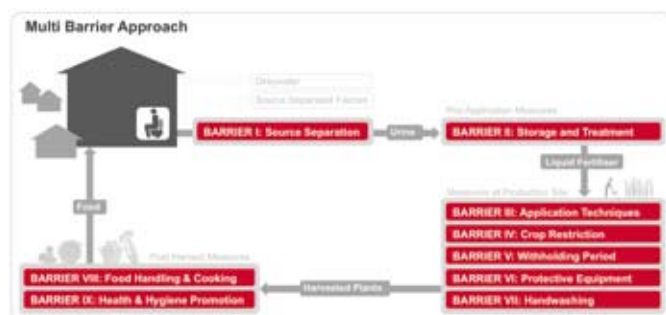 Multi Barrier Approach
Greywater
Source Separated Faeces
Pre-Application Measures
BARRIER I: Source Separation
Urine
BARRIER II: Storage and Treatment
Liquid Fertiliser
Measures at Production Site
BARRIER III: Application Techniques
BARRIER IV: Crop Restriction
BARRIER V: Withholding Period
BARRIER VI: Protective Equipment
BARRIER VII: Handwashing
Harvested Plants
Post Harvest Measures
BARRIER VIII: Food Handling & Cooking
BARRIER IX: Health & Hygiene Promotion
Food